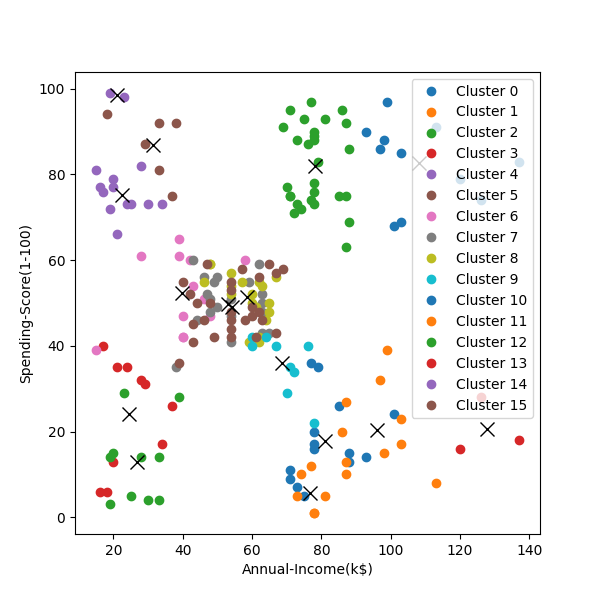 100
80
60
40
20
0
Spending-Score(1-100)
20
40
60
80
100
120
140
Annual-Income(k$)
Cluster 0
Cluster 1
Cluster 2
Cluster 3
Cluster 4
Cluster 5
Cluster 6
Cluster 7
Cluster 8
Cluster 9
Cluster 10
Cluster 11
Cluster 12
Cluster 13
Cluster 14
Cluster 15